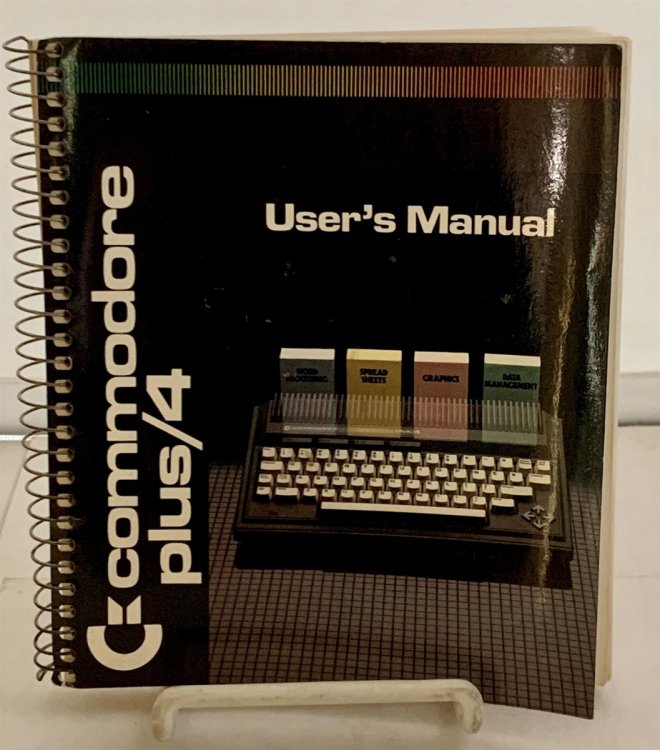 commodore
plus/4
User's Manual
WORD
PROCESSING
SPREAD
SHEETS
GRAPHICS
DATA
MANAGEMENT